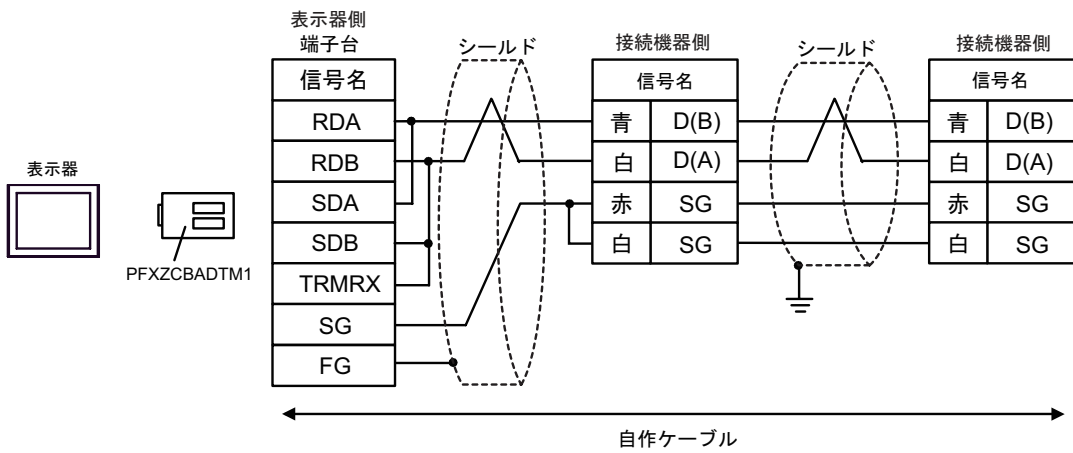 表示器
PFXZCBADTM1
表示器側
端子台
信号名
RDA
RDB
SDA
SDB
TRMRX
SG
FG
シールド
接続機器側
信号名
青 D(B)
白 D(A)
赤 SG
白 SG
シールド
接続機器側
信号名
青 D(B)
白 D(A)
赤 SG
白 SG
自作ケーブル